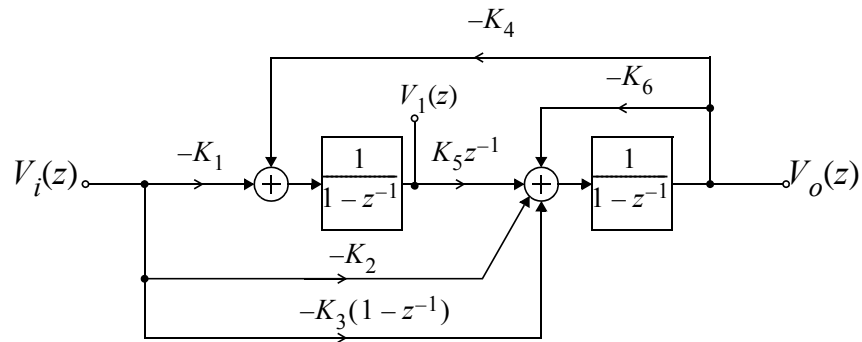 –K₄
–K₆
V₁(z)
Vᵢ(z)
–K₁
+
1
1 – z⁻¹
K₅z⁻¹
+
1
1 – z⁻¹
Vₒ(z)
–K₂
–K₃(1 – z⁻¹)